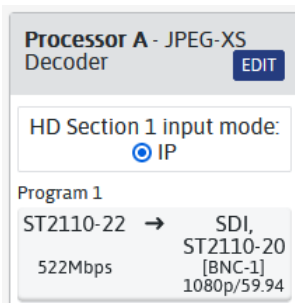 Processor A - JPEG-XS
Decoder
EDIT
HD Section 1 input mode:
IP
Program 1
ST2110-22 → SDI,
ST2110-20
522Mbps [BNC-1]
1080p/59.94